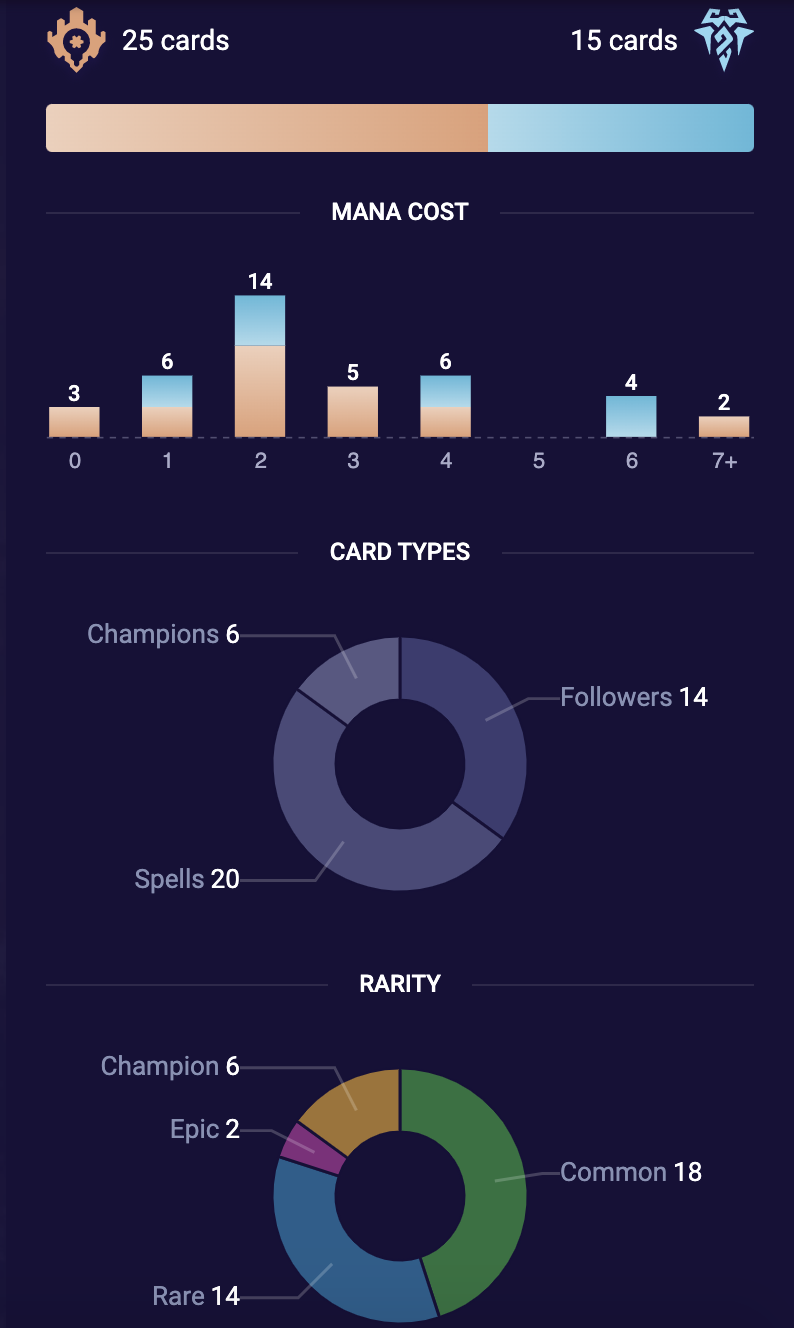 25 cards
15 cards
MANA COST
14
6
6
5
4
3
2
0 1 2 3 4 5 6 7+
CARD TYPES
Champions 6
Followers 14
Spells 20
RARITY
Champion 6
Epic 2
Common 18
Rare 14